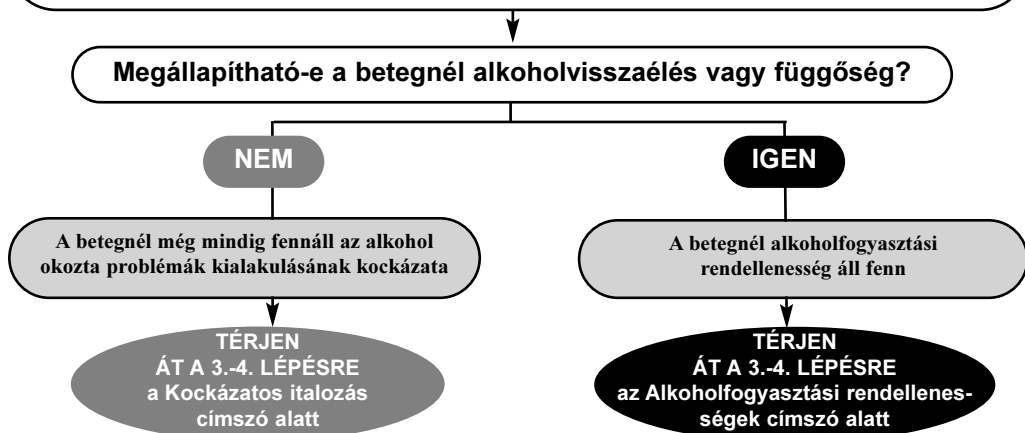 Megállapítható-e a betegnél alkoholvisszaélés vagy függőség?
NEM
IGEN
A betegnél még mindig fennáll az alkohol
okozta problémák kialakulásának kockázata
A betegnél alkoholfogyasztási
rendellenesség áll fenn
TÉRJEN
ÁT A 3.-4. LÉPÉSRE
a Kockázatos italozás
címszó alatt
TÉRJEN
ÁT A 3.-4. LÉPÉSRE
az Alkoholfogyasztási rendellenes-
ségek címszó alatt